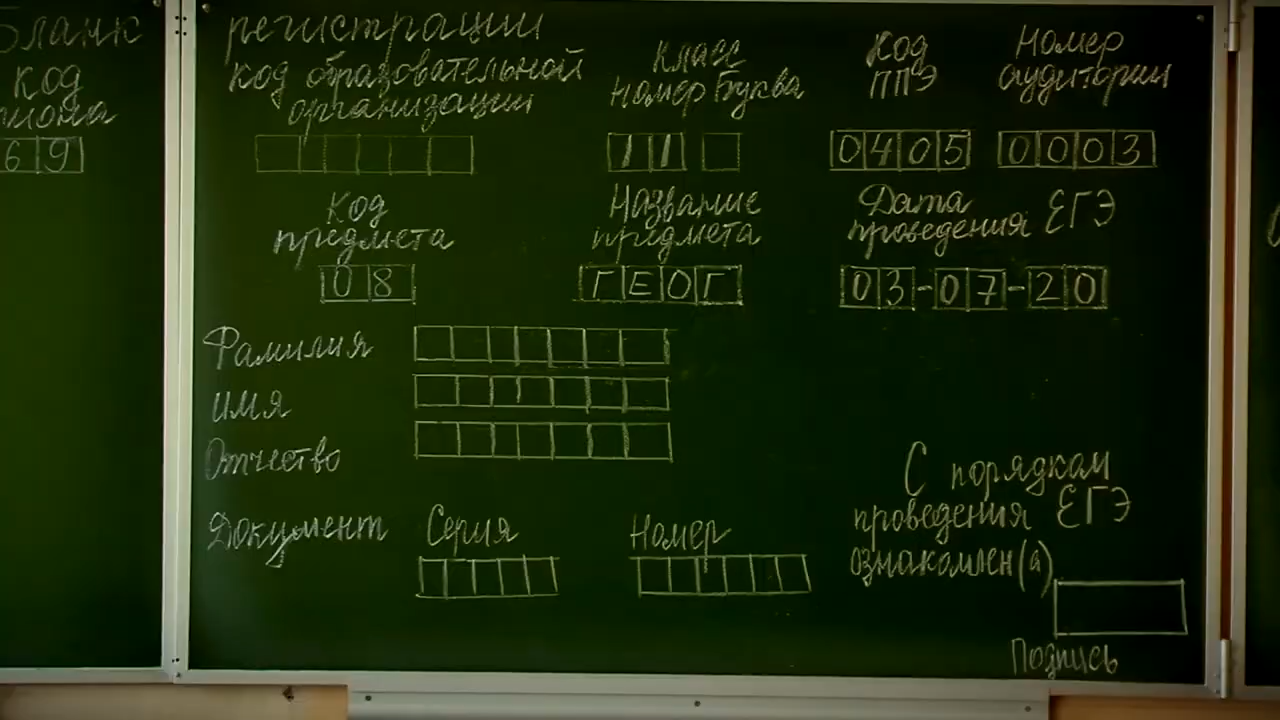 Бланк регистрации
код региона
69
код образовательной организации
класс
номер буква
11
Код ППЭ
0405
Номер аудитории
0003
Код предмета
08
Название предмета
ГЕОГ
Дата проведения ЕГЭ
03-07-20
Фамилия
имя
Отчество
Документ Серия Номер
С порядком
проведения ЕГЭ
ознакомлен(а)
Подпись